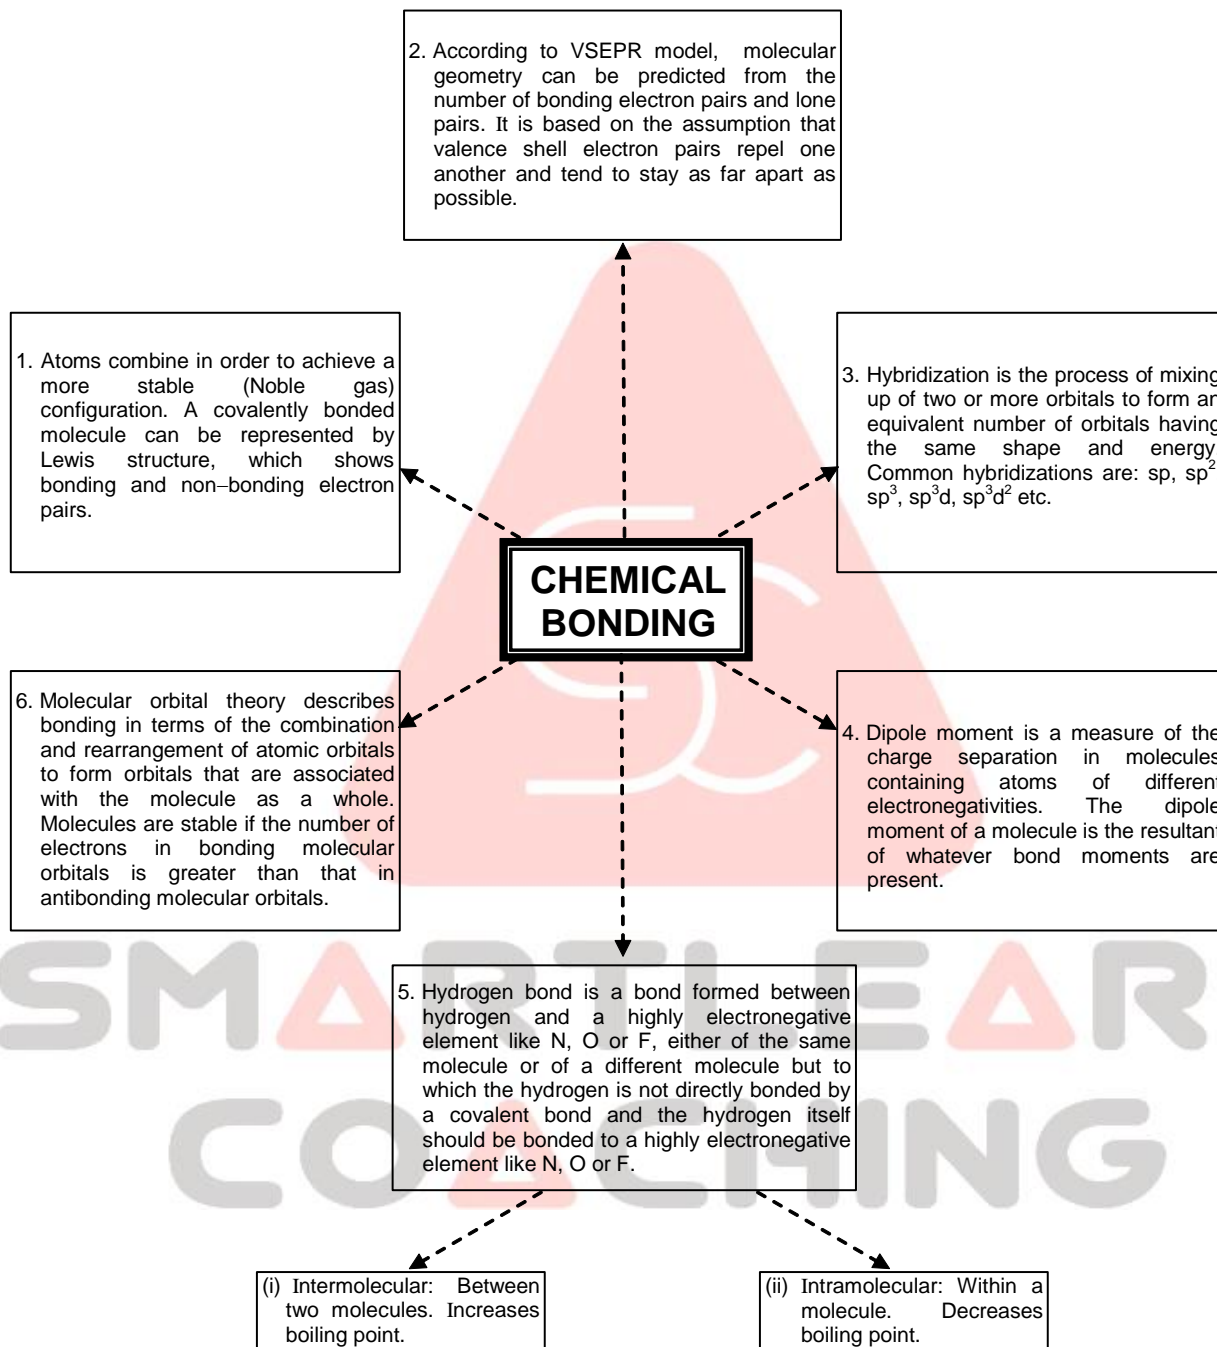 2. According to VSEPR model, molecular
geometry can be predicted from the
number of bonding electron pairs and lone
pairs. It is based on the assumption that
valence shell electron pairs repel one
another and tend to stay as far apart as
possible.
1. Atoms combine in order to achieve a
more stable (Noble gas)
configuration. A covalently bonded
molecule can be represented by
Lewis structure, which shows
bonding and non–bonding electron
pairs.
3. Hybridization is the process of mixing
up of two or more orbitals to form an
equivalent number of orbitals having
the same shape and energy
Common hybridizations are: sp, sp²
sp³, sp³d, sp³d² etc.
CHEMICAL
BONDING
6. Molecular orbital theory describes
bonding in terms of the combination
and rearrangement of atomic orbitals
to form orbitals that are associated
with the molecule as a whole.
Molecules are stable if the number of
electrons in bonding molecular
orbitals is greater than that in
antibonding molecular orbitals.
4. Dipole moment is a measure of the
charge separation in molecules
containing atoms of different
electronegativities. The dipole
moment of a molecule is the resultant
of whatever bond moments are
present.
5. Hydrogen bond is a bond formed between
hydrogen and a highly electronegative
element like N, O or F, either of the same
molecule or of a different molecule but to
which the hydrogen is not directly bonded by
a covalent bond and the hydrogen itself
should be bonded to a highly electronegative
element like N, O or F.
(i) Intermolecular: Between
two molecules. Increases
boiling point.
(ii) Intramolecular: Within a
molecule. Decreases
boiling point.
SMARTLEAR
COACHING